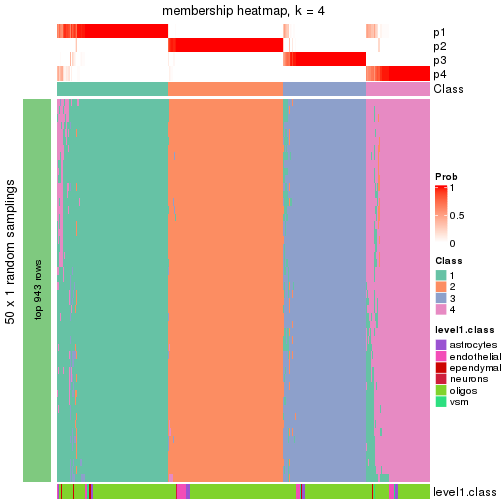 membership heatmap, k = 4
p1
p2
p3
p4
Class
50 x 1 random samplings
top 943 rows
Prob
1
0.5
0
Class
1
2
3
4
level1.class
astrocytes
endothelial
ependymal
neurons
oligos
vsm
level1.class